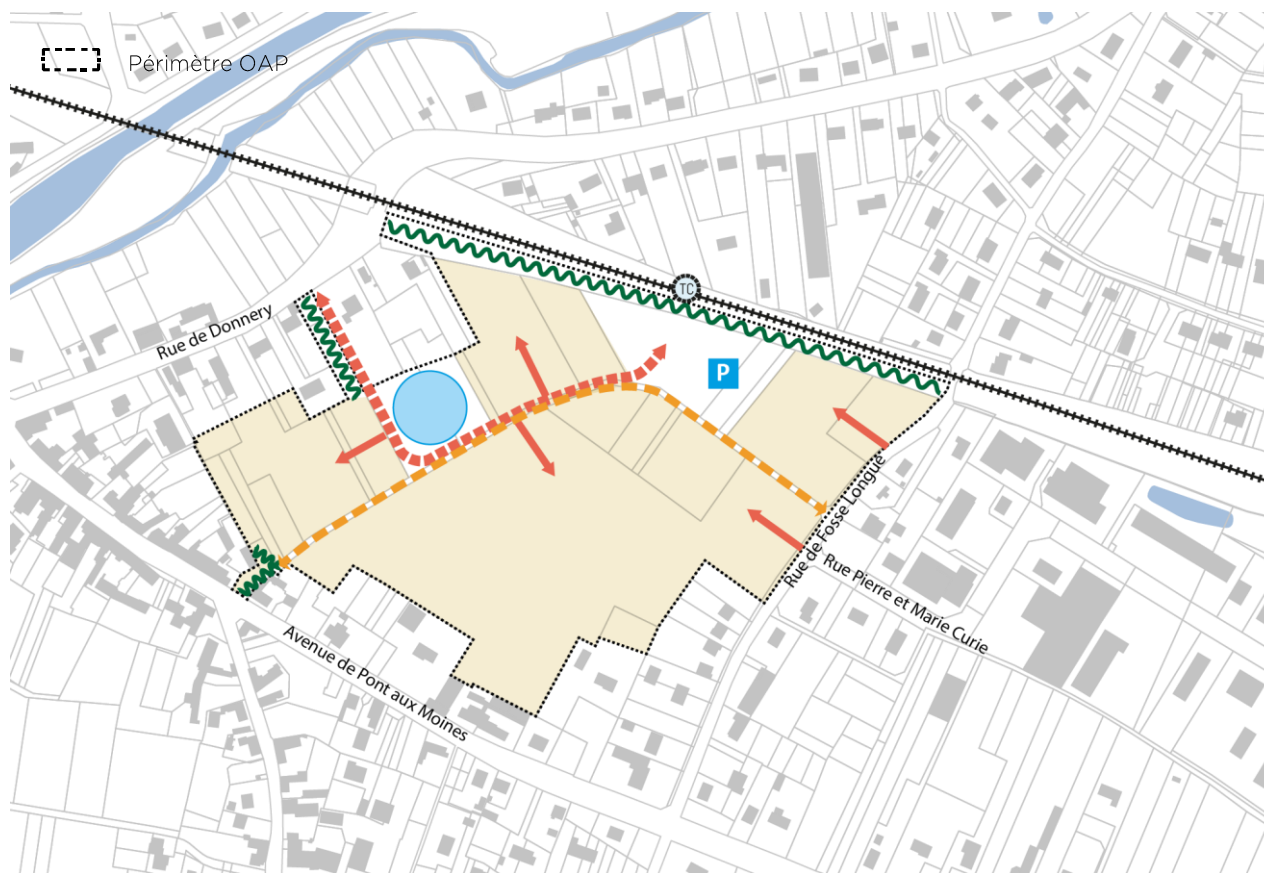 Périmètre OAP
Rue de Donnery
TC
P
Rue de Fosse Longue
Rue Pierre et Marie Curie
Avenue de Pont aux Moines